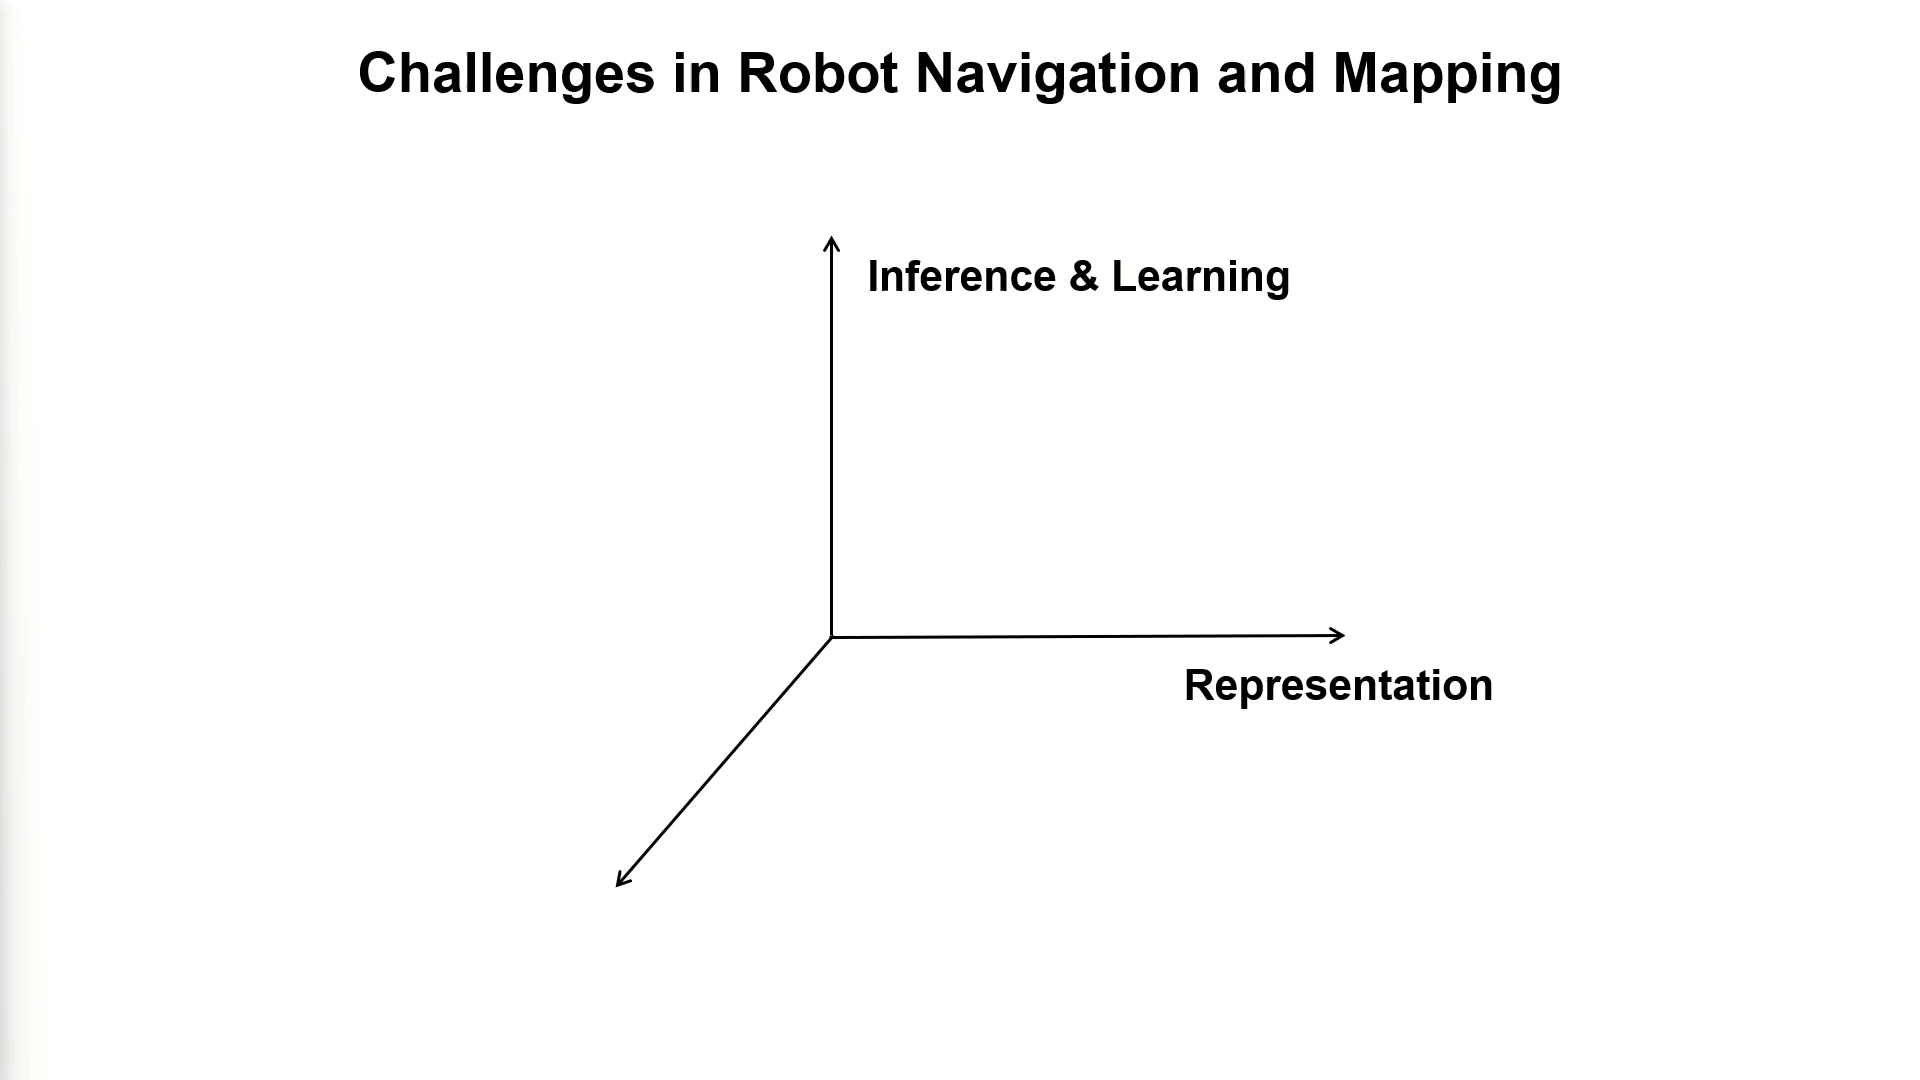 Challenges in Robot Navigation and Mapping
Inference & Learning
Representation